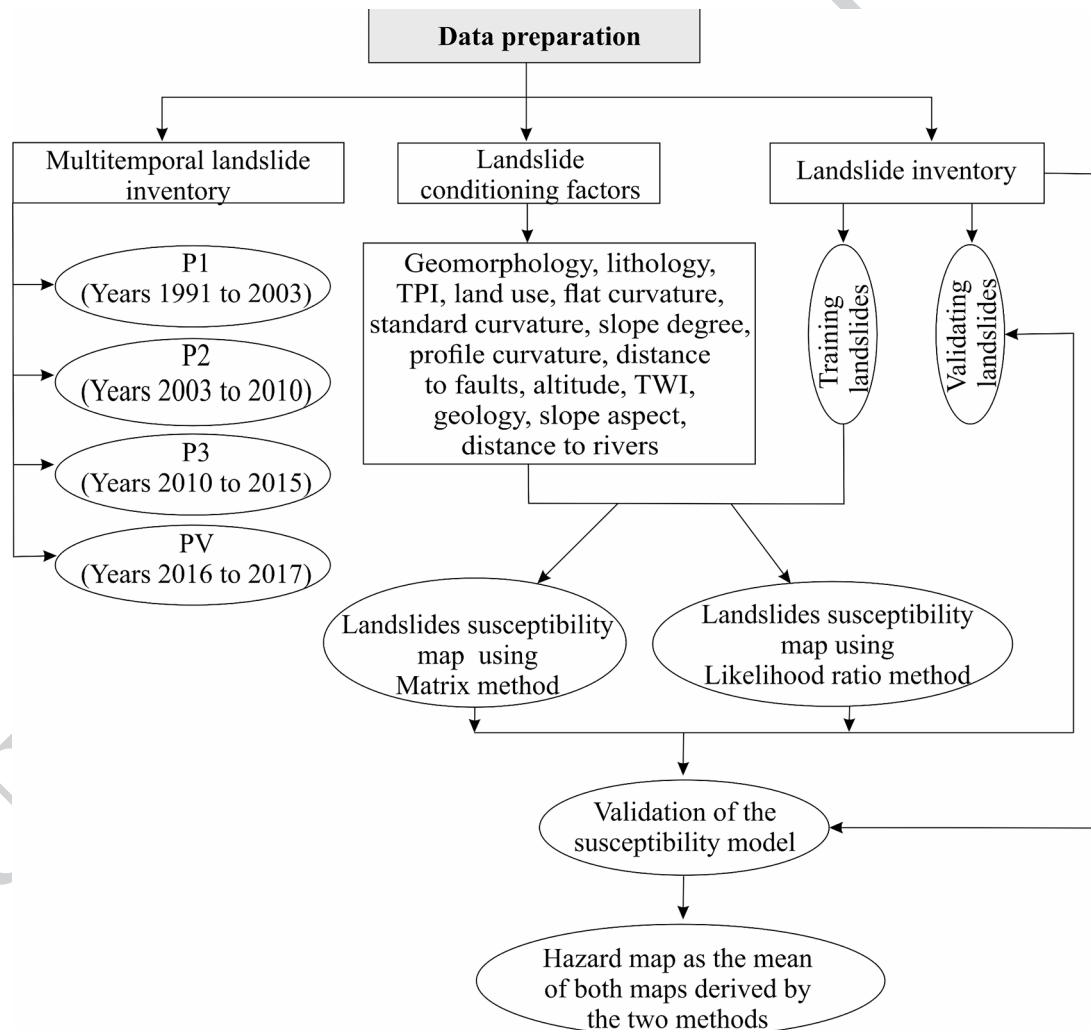 Data preparation
Multitemporal landslide
inventory
Landslide
conditioning factors
Landslide inventory
P1
(Years 1991 to 2003)
P2
(Years 2003 to 2010)
P3
(Years 2010 to 2015)
PV
(Years 2016 to 2017)
Geomorphology, lithology,
TPI, land use, flat curvature,
standard curvature, slope degree,
profile curvature, distance
to faults, altitude, TWI,
geology, slope aspect,
distance to rivers
Training
landslides
Validating
landslides
Landslides susceptibility
map using
Matrix method
Landslides susceptibility
map using
Likelihood ratio method
Validation of the
susceptibility model
Hazard map as the mean
of both maps derived by
the two methods